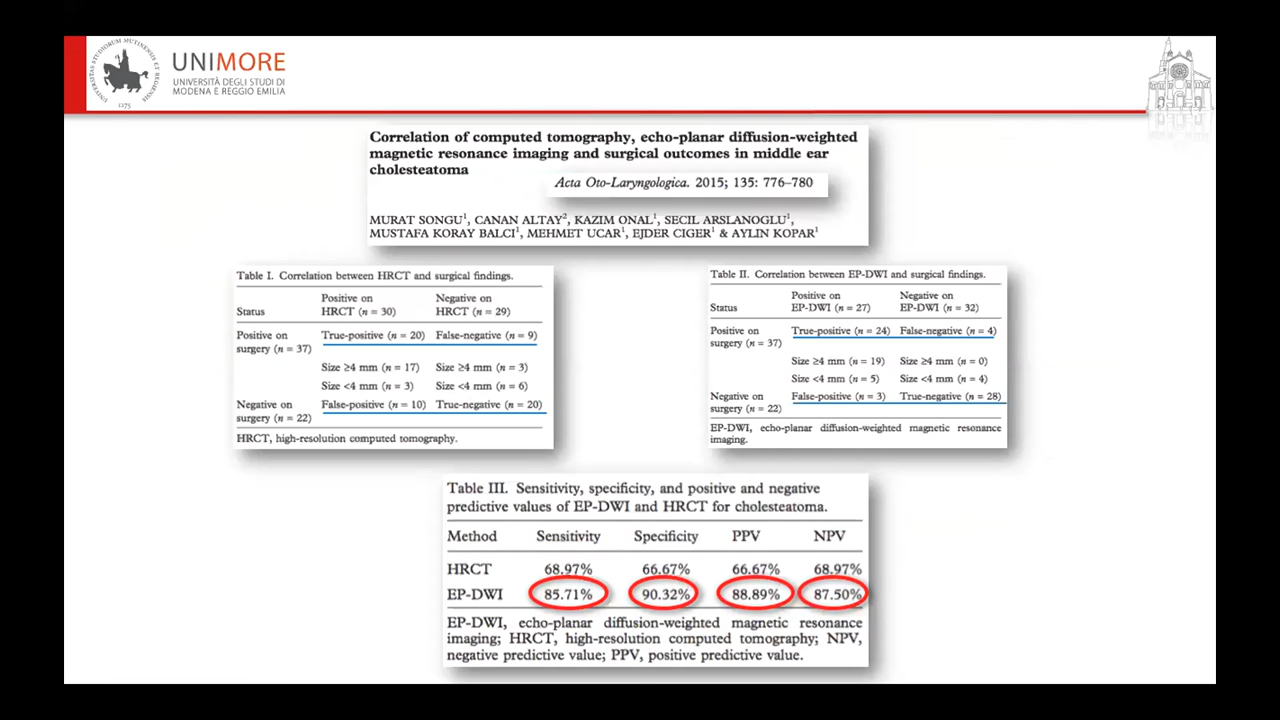 UNIMORE
UNIVERSITÀ DEGLI STUDI DI
MODENA E REGGIO EMILIA
1175
Correlation of computed tomography, echo-planar diffusion-weighted
magnetic resonance imaging and surgical outcomes in middle ear
cholesteatoma
Acta Oto-Laryngologica. 2015; 135: 776–780
MURAT SONGU1, CANAN ALTAY2, KAZIM ONAL1, SECIL ARSLANOGLU1,
MUSTAFA KORAY BALCI1, MEHMET UCAR1, EJDER CIGER1 & AYLIN KOPAR1
Table I. Correlation between HRCT and surgical findings.
Positive on Negative on
Status HRCT (n = 30) HRCT (n = 29)
Positive on True-positive (n = 20) False-negative (n = 9)
surgery (n = 37)
Size ≥4 mm (n = 17) Size ≥4 mm (n = 3)
Size <4 mm (n = 3) Size <4 mm (n = 6)
Negative on False-positive (n = 10) True-negative (n = 20)
surgery (n = 22)
HRCT, high-resolution computed tomography.
Table II. Correlation between EP-DWI and surgical findings.
Positive on Negative on
Status EP-DWI (n = 27) EP-DWI (n = 32)
Positive on True-positive (n = 24) False-negative (n = 4)
surgery (n = 37)
Size ≥4 mm (n = 19) Size ≥4 mm (n = 0)
Size <4 mm (n = 5) Size <4 mm (n = 4)
Negative on False-positive (n = 3) True-negative (n = 28)
surgery (n = 22)
EP-DWI, echo-planar diffusion-weighted magnetic resonance
imaging.
Table III. Sensitivity, specificity, and positive and negative
predictive values of EP-DWI and HRCT for cholesteatoma.
Method Sensitivity Specificity PPV NPV
HRCT 68.97% 66.67% 66.67% 68.97%
EP-DWI 85.71% 90.32% 88.89% 87.50%
EP-DWI, echo-planar diffusion-weighted magnetic resonance
imaging; HRCT, high-resolution computed tomography; NPV,
negative predictive value; PPV, positive predictive value.